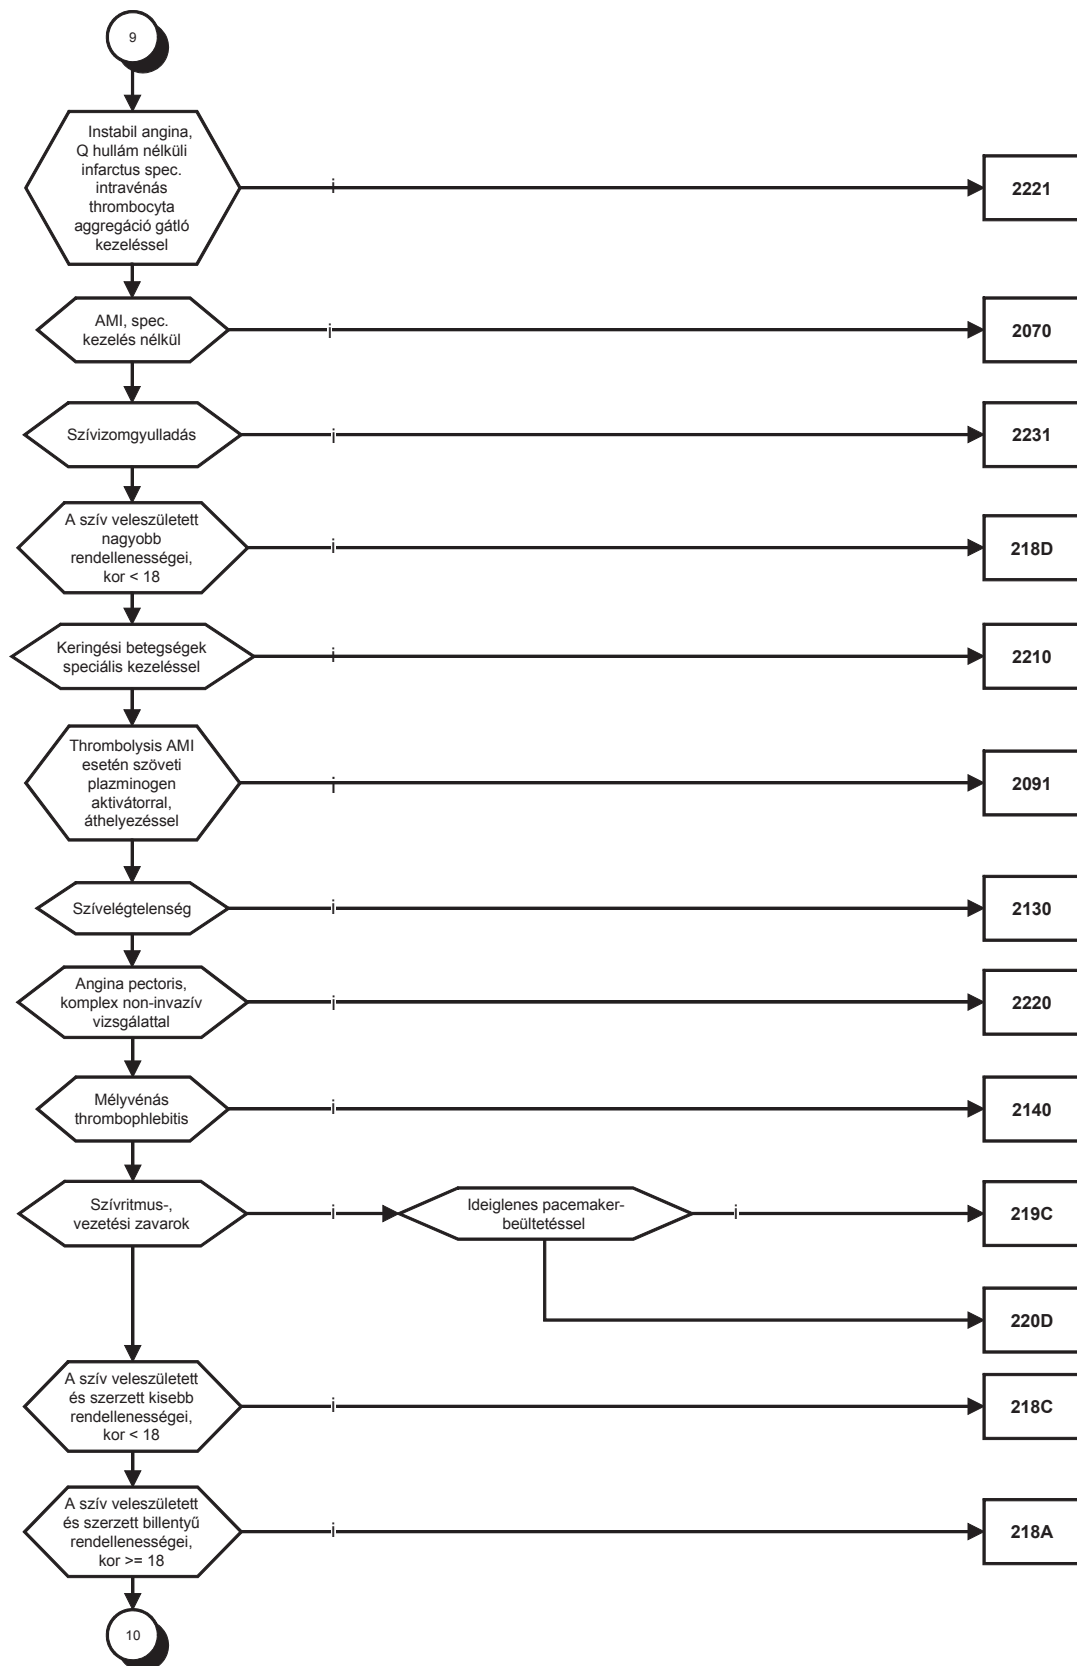 9
Instabil angina,
Q hullám nélküli
infarctus spec.
intravénás
thrombocyta
aggregáció gátló
kezeléssel
i
2221
AMI, spec.
kezelés nélkül
i
2070
Szívizomgyulladás
i
2231
A szív veleszületett
nagyobb
rendellenességei,
kor < 18
i
218D
Keringési betegségek
speciális kezeléssel
i
2210
Thrombolysis AMI
esetén szöveti
plazminogen
aktivátorral,
áthelyezéssel
i
2091
Szívelégtelenség
i
2130
Angina pectoris,
komplex non-invazív
vizsgálattal
i
2220
Mélyvénás
thrombophlebitis
i
2140
Szívritmus-,
vezetési zavarok
i
Ideiglenes pacemaker-
beültetéssel
i
219C
220D
A szív veleszületett
és szerzett kisebb
rendellenességei,
kor < 18
i
218C
A szív veleszületett
és szerzett billentyű
rendellenességei,
kor >= 18
i
218A
10